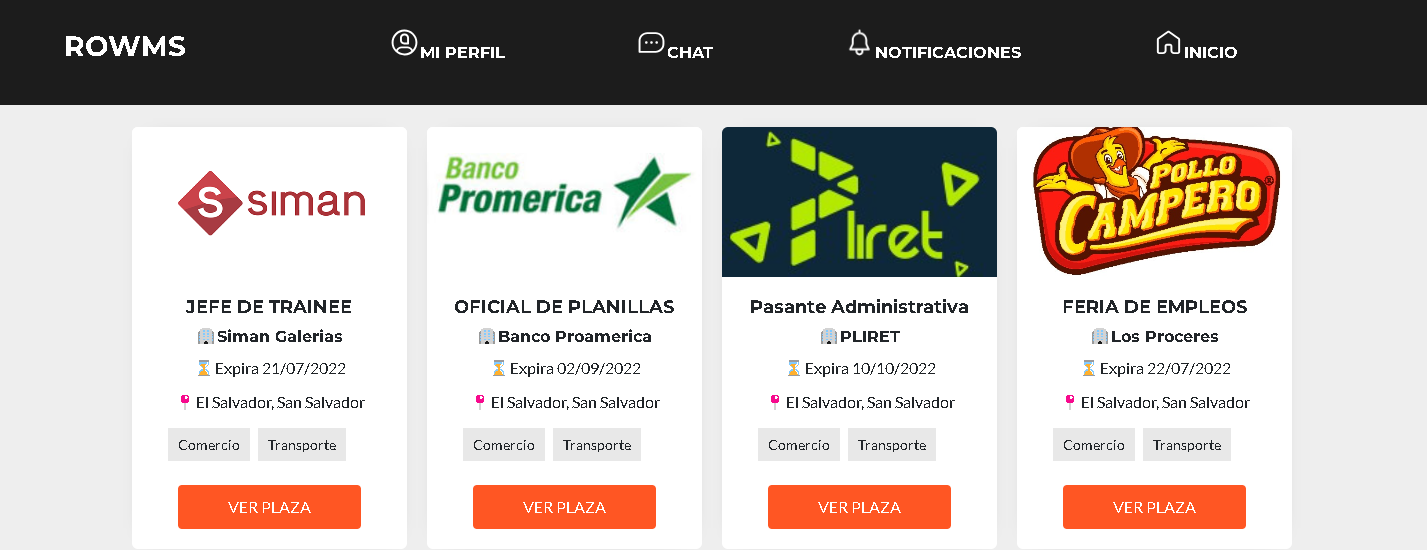 ROWMS
MI PERFIL
CHAT
NOTIFICACIONES
INICIO
S SIMAN
JEFE DE TRAINEE
Siman Galerias
Expira 21/07/2022
El Salvador, San Salvador
Comercio Transporte
VER PLAZA
Banco
Promerica
OFICIAL DE PLANILLAS
Banco Proamerica
Expira 02/09/2022
El Salvador, San Salvador
Comercio Transporte
VER PLAZA
Pliret
Pasante Administrativa
PLIRET
Expira 10/10/2022
El Salvador, San Salvador
Comercio Transporte
VER PLAZA
POLLO
CAMPERO®
FERIA DE EMPLEOS
Los Proceres
Expira 22/07/2022
El Salvador, San Salvador
Comercio Transporte
VER PLAZA